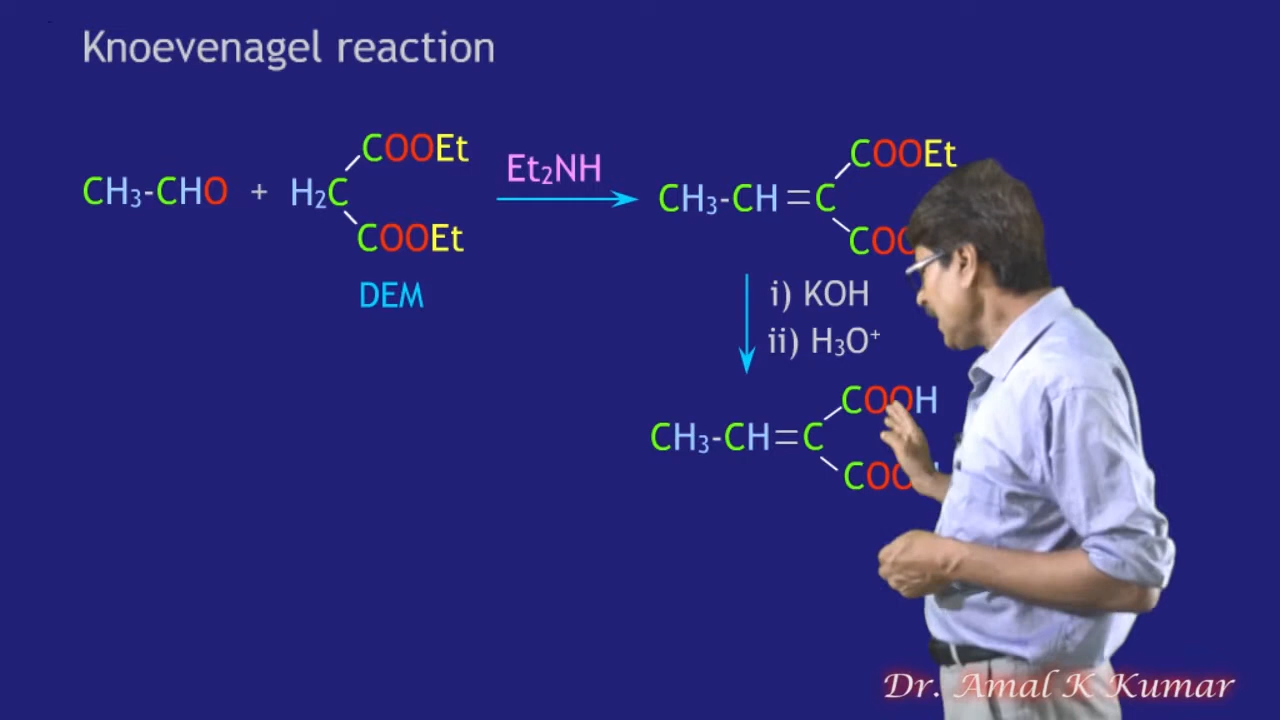 Knoevenagel reaction
CH₃-CHO + H₂C
COOEt
COOEt
DEM
Et₂NH
CH₃-CH=C
COOEt
i) KOH
ii) H₃O⁺
CH₃-CH=C
COOH
Dr. Amal K Kumar